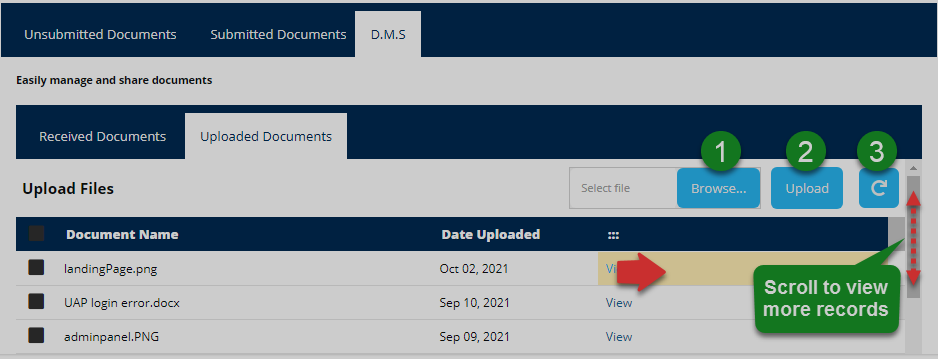 Unsubmitted Documents Submitted Documents D.M.S
Easily manage and share documents
Received Documents Uploaded Documents
1 2 3
Upload Files Select file Browse... Upload
Document Name Date Uploaded :::
landingPage.png Oct 02, 2021
UAP login error.docx Sep 10, 2021 View
adminpanel.PNG Sep 09, 2021 View
Scroll to view
more records